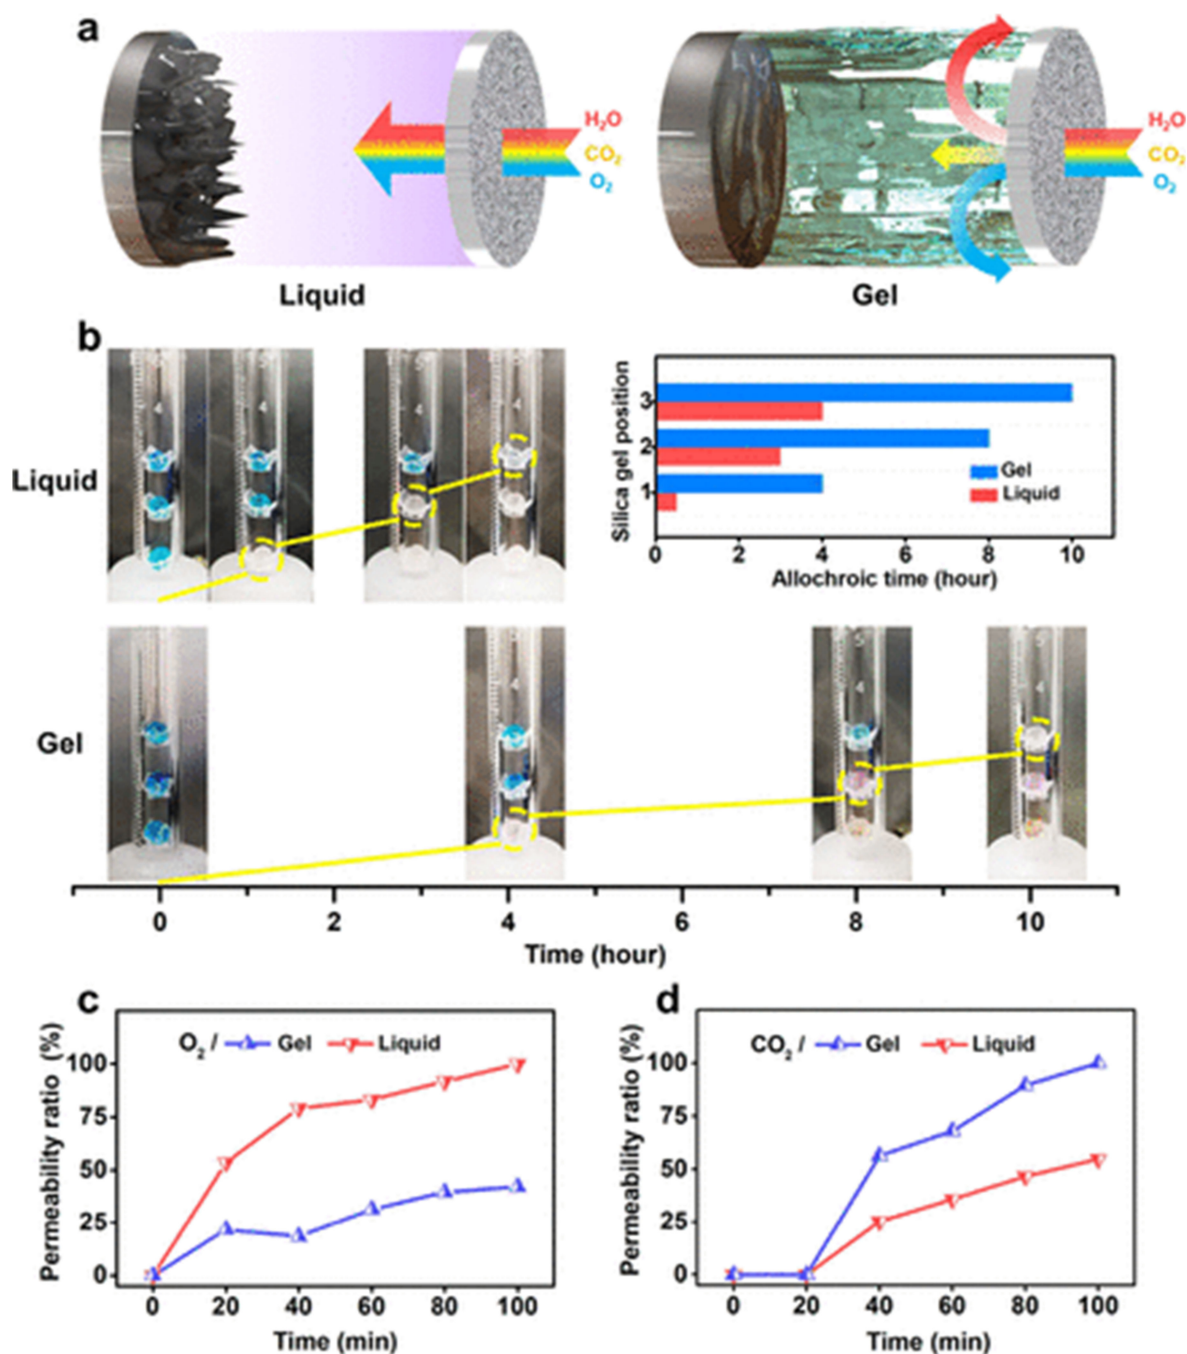 a
H₂O
CO₂
O₂
Liquid
H₂O
CO₂
O₂
Gel
b
Liquid
Silica gel position
3
2
1
Gel
Liquid
0 2 4 6 8 10
Allochroic time (hour)
Gel
0 2 4 6 8 10
Time (hour)
c
O₂ / Gel Liquid
Permeability ratio (%)
100
75
50
25
0
0 20 40 60 80 100
Time (min)
d
CO₂ / Gel Liquid
Permeability ratio (%)
100
75
50
25
0
0 20 40 60 80 100
Time (min)